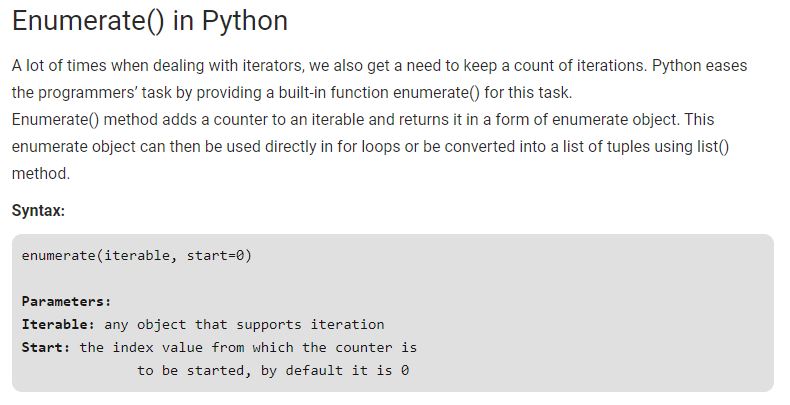 Enumerate() in Python
A lot of times when dealing with iterators, we also get a need to keep a count of iterations. Python eases
the programmers’ task by providing a built-in function enumerate() for this task.
Enumerate() method adds a counter to an iterable and returns it in a form of enumerate object. This
enumerate object can then be used directly in for loops or be converted into a list of tuples using list()
method.
Syntax:
enumerate(iterable, start=0)
Parameters:
Iterable: any object that supports iteration
Start: the index value from which the counter is
to be started, by default it is 0